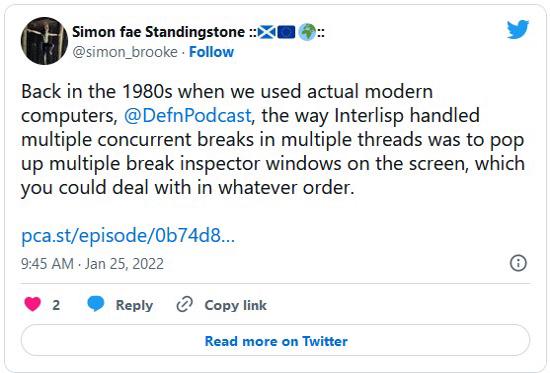 Simon fae Standingstone ::🏴󠁧󠁢󠁳󠁣󠁴󠁿🇪🇺🌍::
@simon_brooke · Follow
Back in the 1980s when we used actual modern
computers, @DefnPodcast, the way Interlisp handled
multiple concurrent breaks in multiple threads was to pop
up multiple break inspector windows on the screen, which
you could deal with in whatever order.
pca.st/episode/0b74d8...
9:45 AM · Jan 25, 2022
2 Reply Copy link
Read more on Twitter